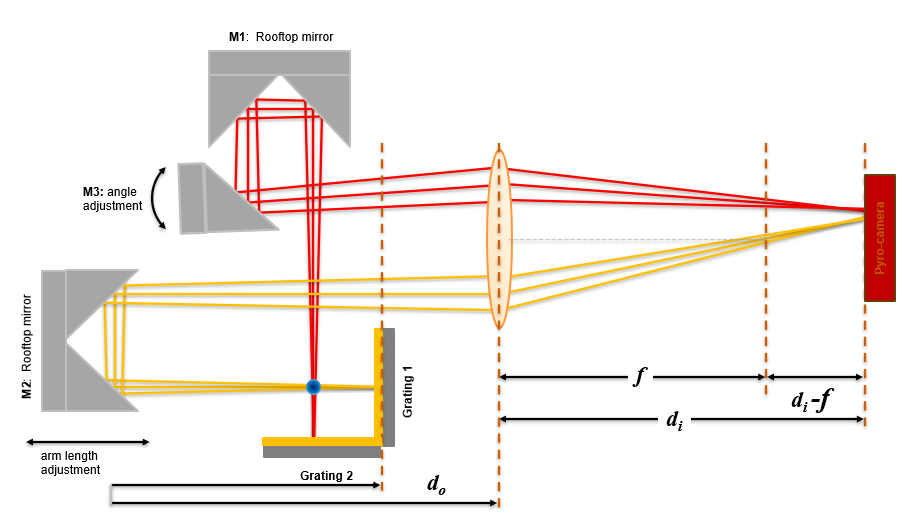 M1: Rooftop mirror
M3: angle
adjustment
M2: Rooftop mirror
Pyro-camera
Grating 1
f
d_i-f
d_i
arm length
adjustment
Grating 2
d_o